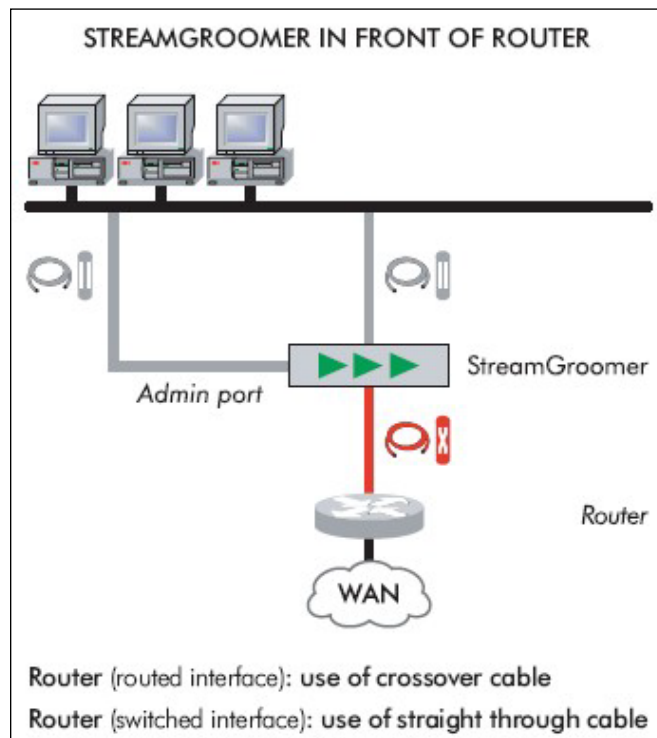 STREAMGROOMER IN FRONT OF ROUTER
Admin port
StreamGroomer
Router
WAN
Router (routed interface): use of crossover cable
Router (switched interface): use of straight through cable